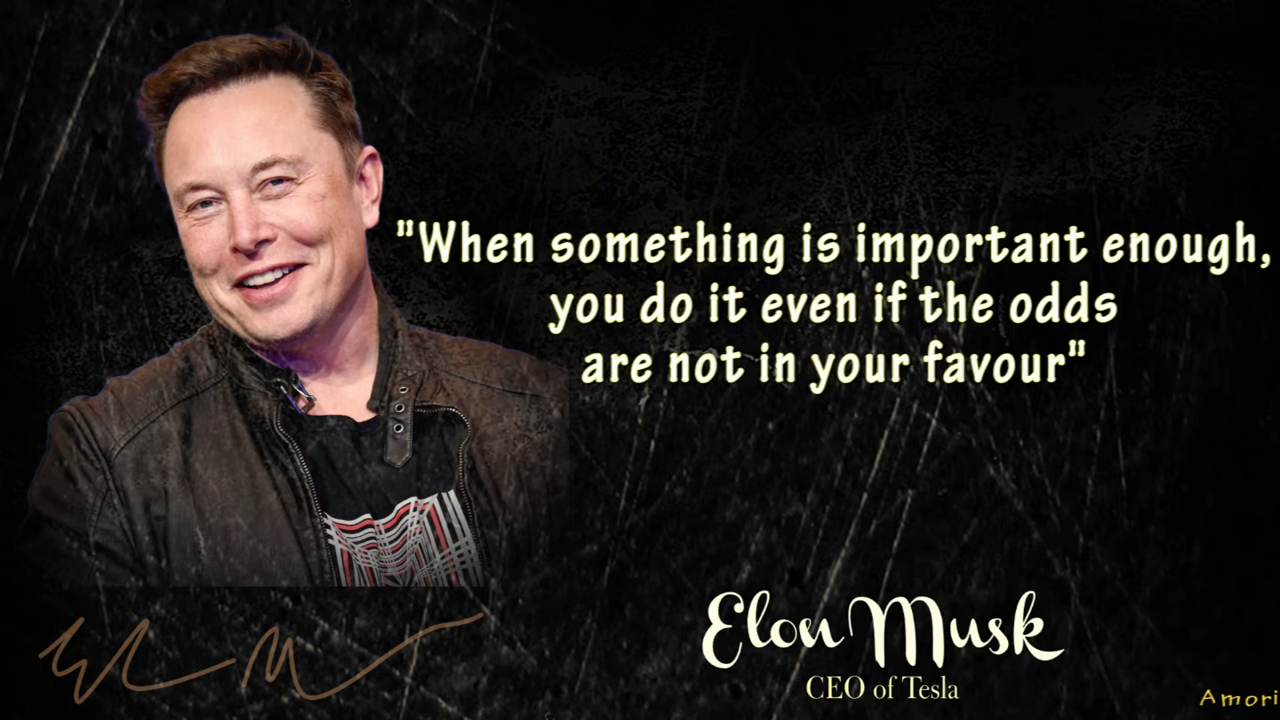 "When something is important enough,
you do it even if the odds
are not in your favour"
Elon Musk
CEO of Tesla
Amori